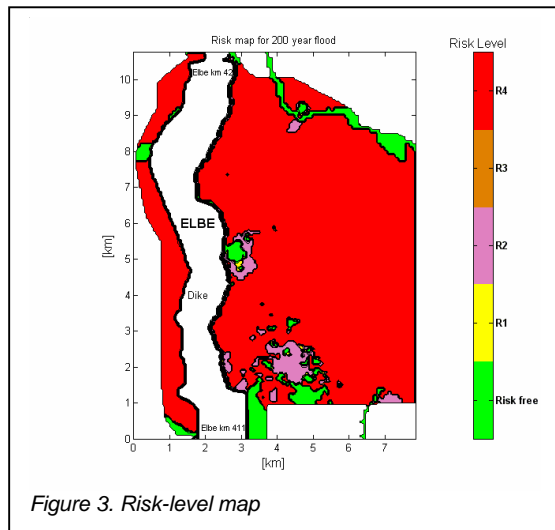 Risk map for 200 year flood
Risk Level
10
9
8
7
6
5
4
3
2
1
0
[km]
Elbe km 42
ELBE
Dike
Elbe km 411
0
1
2
3
4
5
6
7
[km]
R4
R3
R2
R1
Risk free
Figure 3. Risk-level map